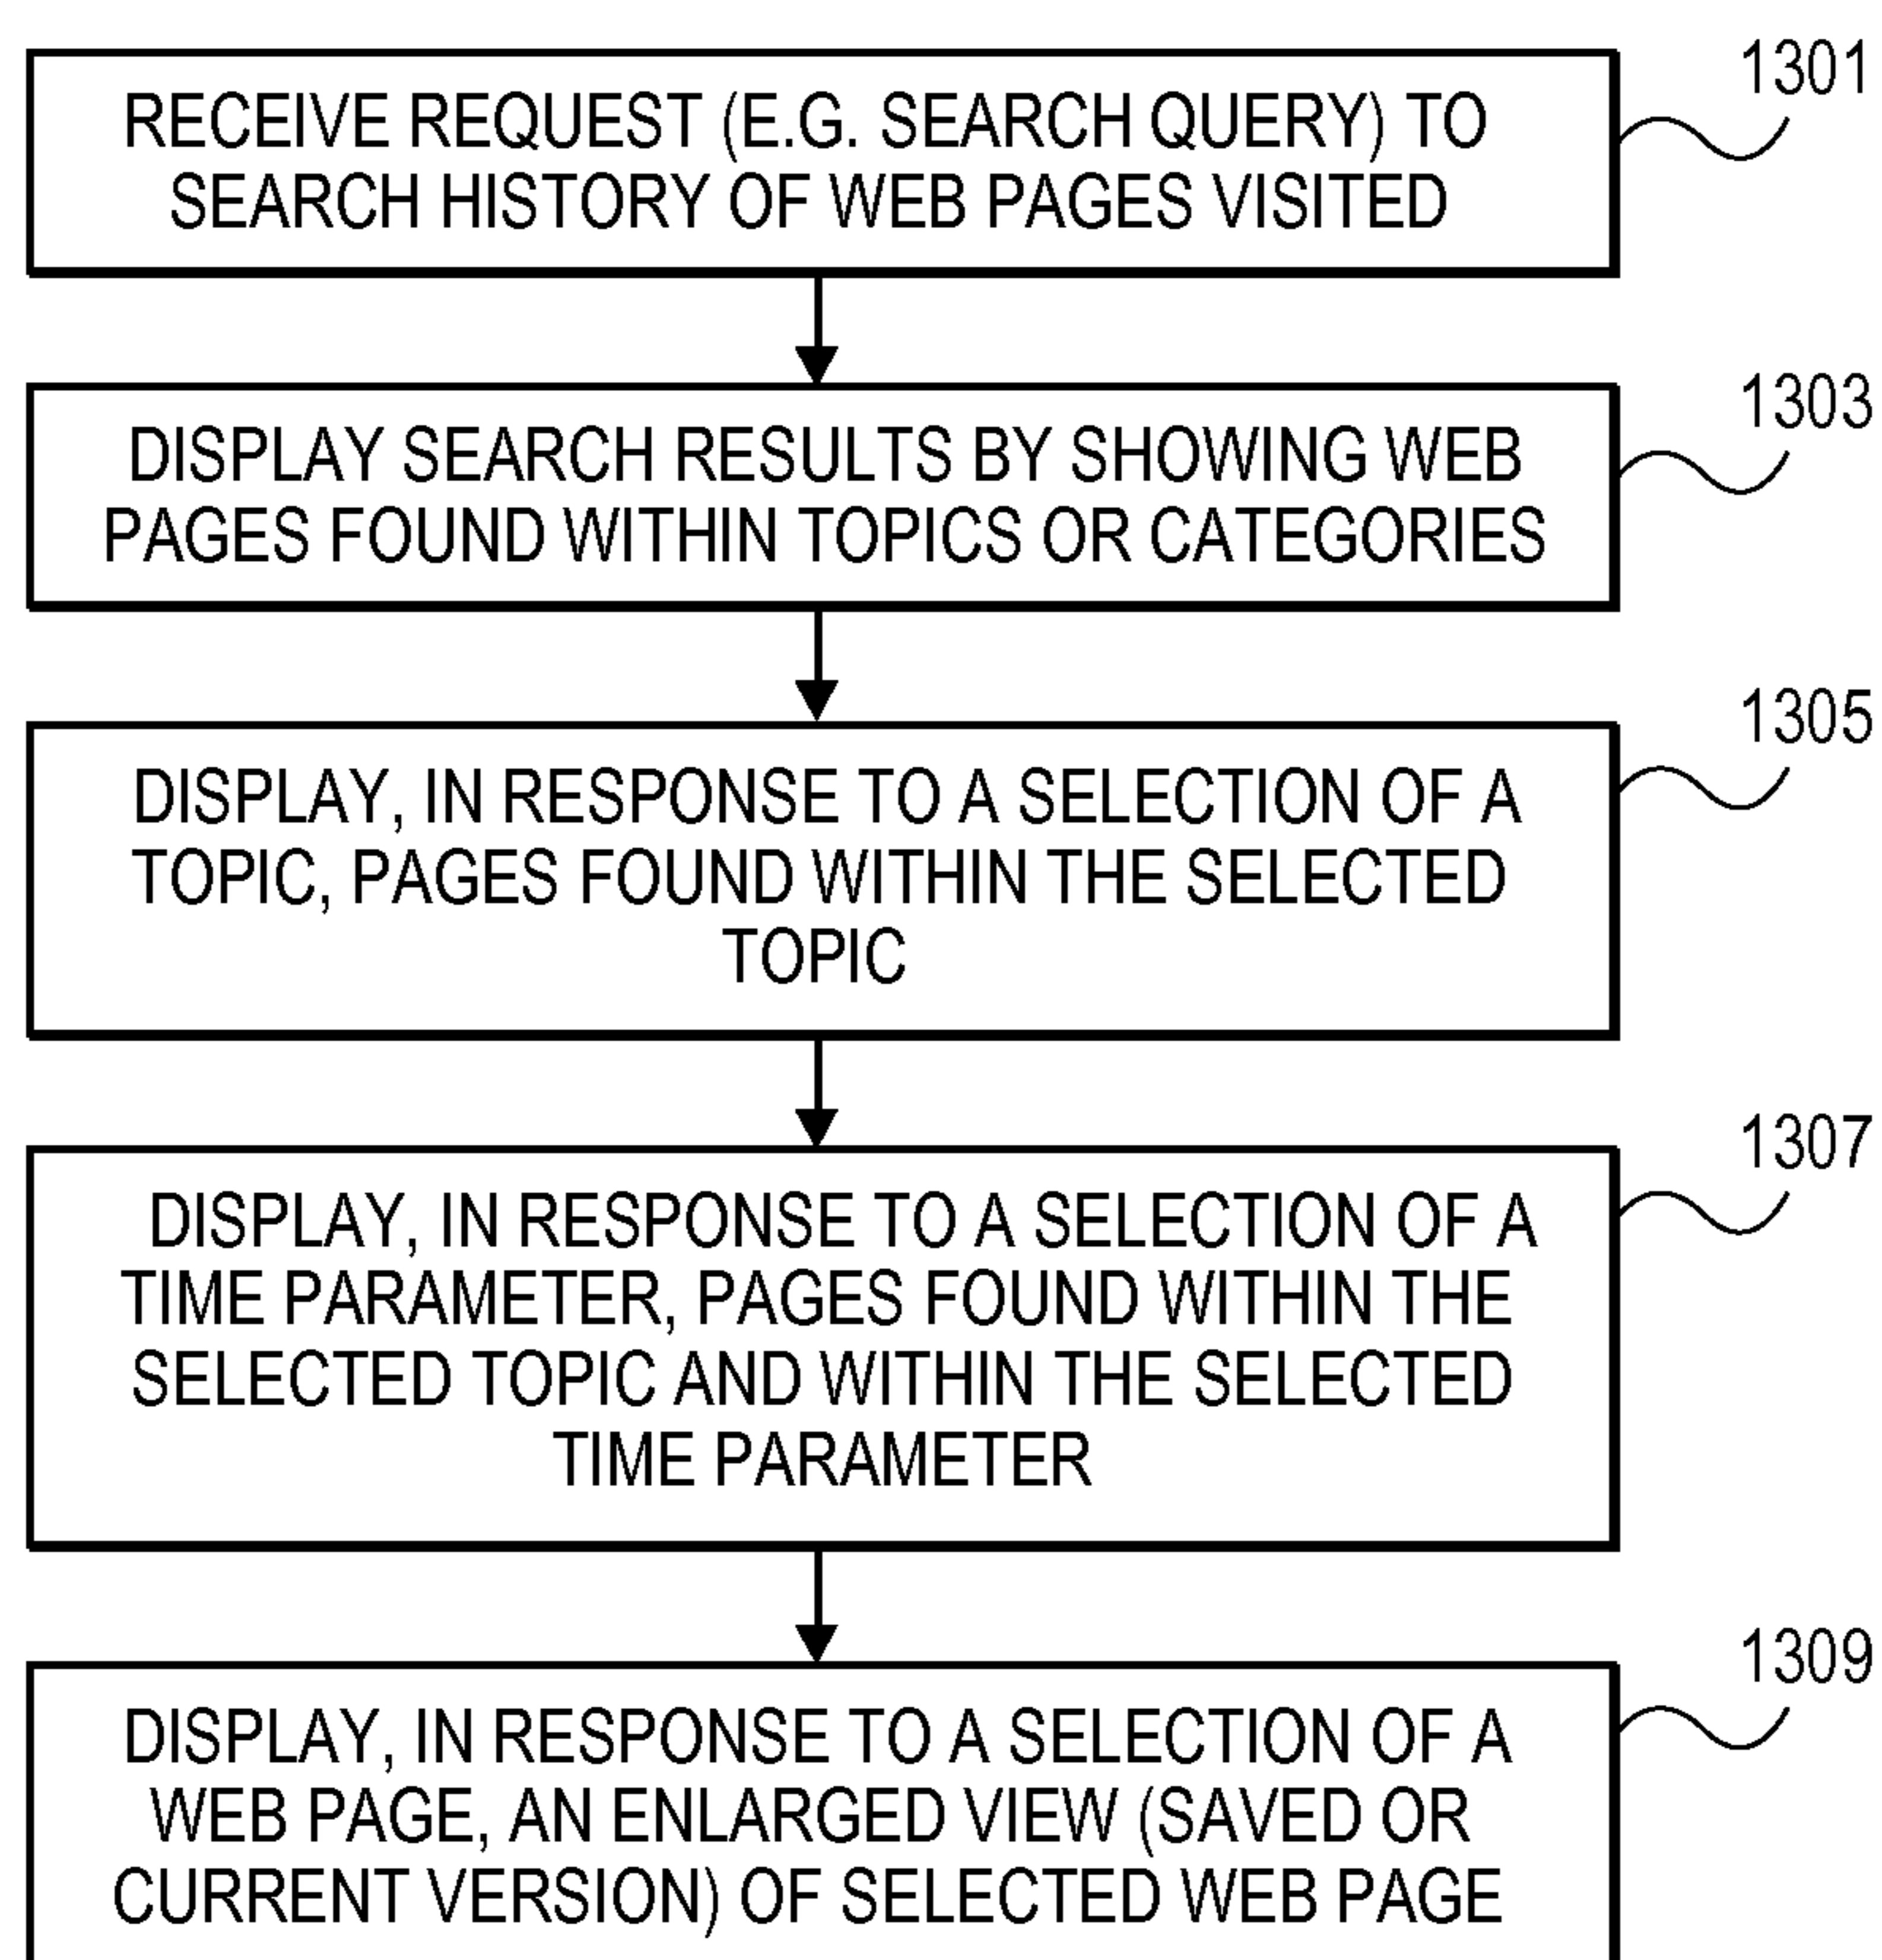 1301
RECEIVE REQUEST (E.G. SEARCH QUERY) TO
SEARCH HISTORY OF WEB PAGES VISITED
1303
DISPLAY SEARCH RESULTS BY SHOWING WEB
PAGES FOUND WITHIN TOPICS OR CATEGORIES
1305
DISPLAY, IN RESPONSE TO A SELECTION OF A
TOPIC, PAGES FOUND WITHIN THE SELECTED
TOPIC
1307
DISPLAY, IN RESPONSE TO A SELECTION OF A
TIME PARAMETER, PAGES FOUND WITHIN THE
SELECTED TOPIC AND WITHIN THE SELECTED
TIME PARAMETER
1309
DISPLAY, IN RESPONSE TO A SELECTION OF A
WEB PAGE, AN ENLARGED VIEW (SAVED OR
CURRENT VERSION) OF SELECTED WEB PAGE